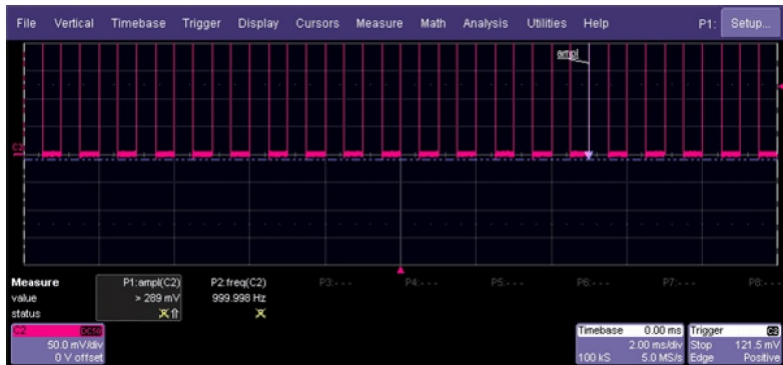 File Vertical Timebase Trigger Display Cursors Measure Math Analysis Utilities Help P1: Setup...
ampl
C2
Measure P1:ampl(C2) P2:freq(C2) P3:--- P4:--- P5:--- P6:--- P7:--- P8:---
value > 289 mV 999.998 Hz
status
C2 DC50 Timebase 0.00 ms Trigger C2
50.0 mV/div 2.00 ms/div Stop 121.5 mV
0 V offset 100 kS 5.0 MS/s Edge Positive